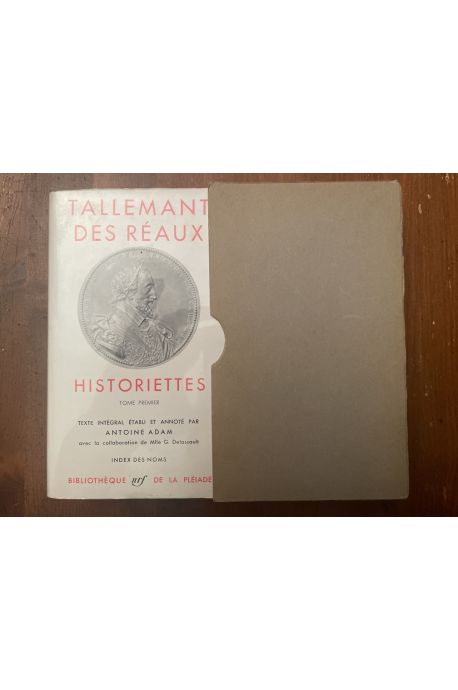 TALLEMANT
DES RÉAUX
HISTORIETTES
TOME PREMIER
TEXTE INTÉGRAL ÉTABLI ET ANNOTÉ PAR
ANTOINE ADAM
avec la collaboration de Mlle G. Delassault
INDEX DES NOMS
BIBLIOTHÈQUE nrf DE LA PLÉIADE